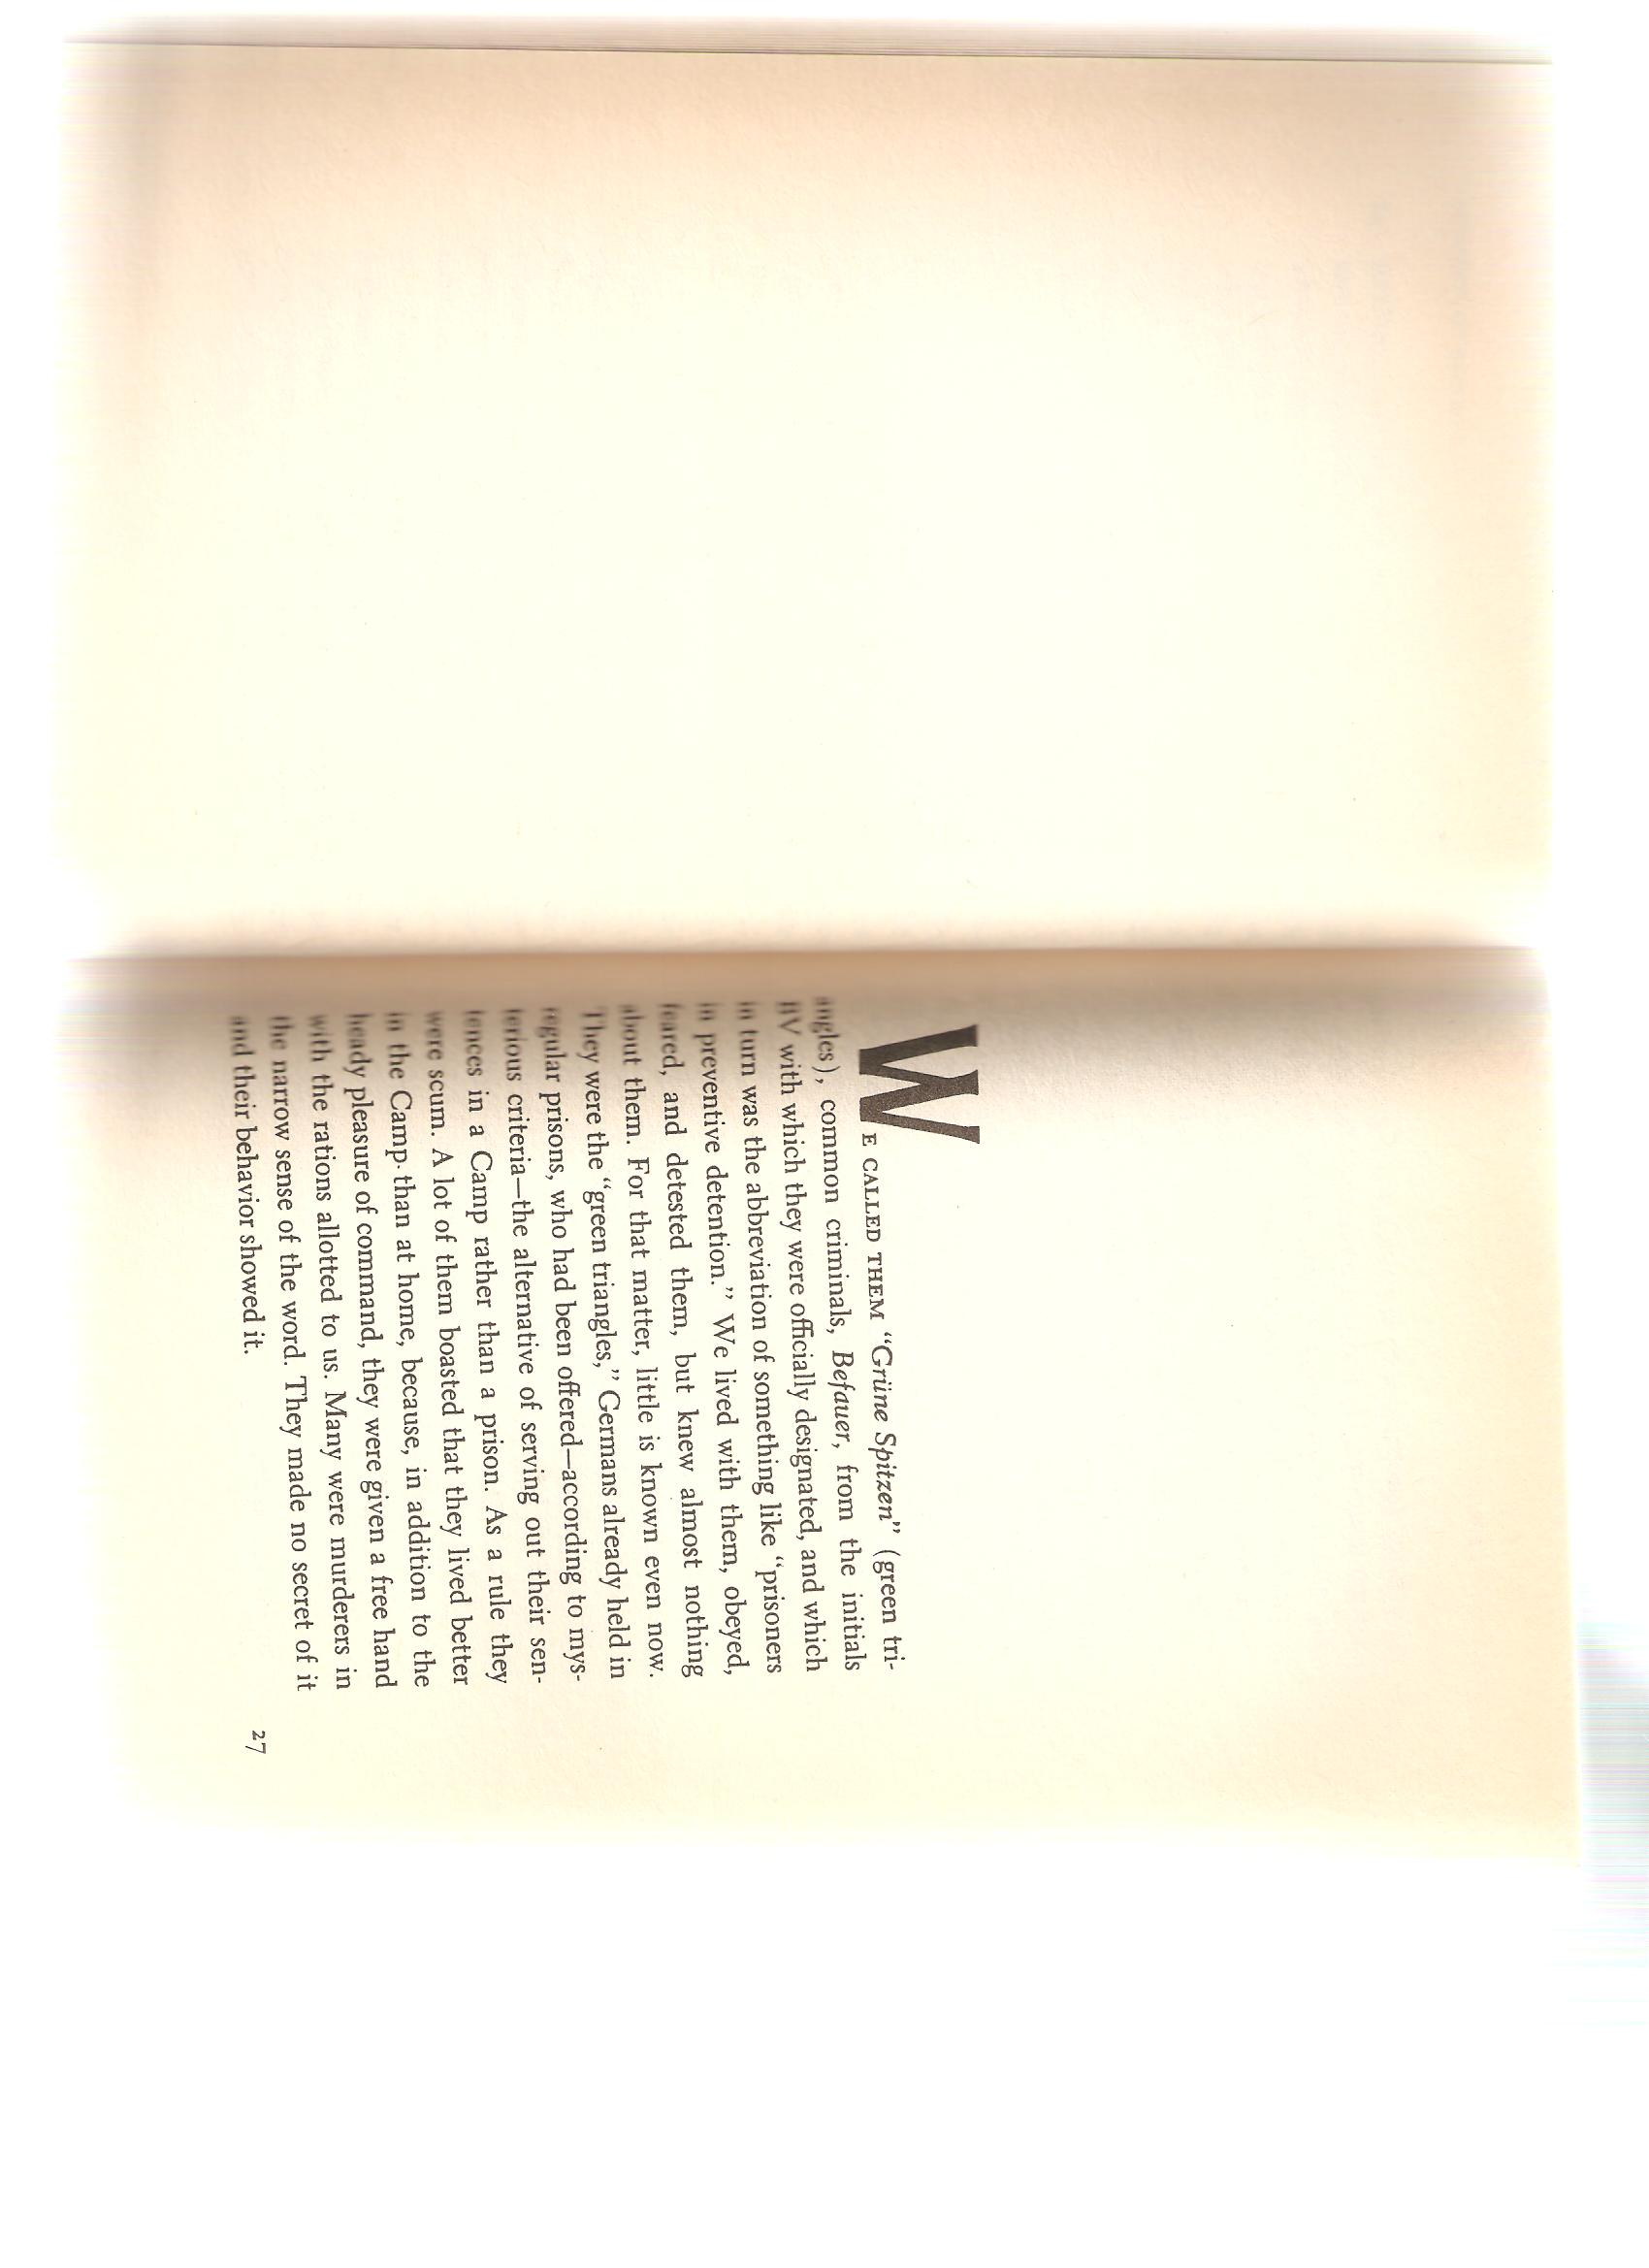 WE CALLED THEM “Grüne Spitzen” (green tri-
angles), common criminals, Befauer, from the initials
BV with which they were officially designated, and which
in turn was the abbreviation of something like “prisoners
in preventive detention.” We lived with them, obeyed,
feared, and detested them, but knew almost nothing
about them. For that matter, little is known even now.
They were the “green triangles,” Germans already held in
regular prisons, who had been offered—according to mys-
terious criteria—the alternative of serving out their sen-
tences in a Camp rather than a prison. As a rule they
were scum. A lot of them boasted that they lived better
in the Camp than at home, because, in addition to the
heady pleasure of command, they were given a free hand
with the rations allotted to us. Many were murderers in
the narrow sense of the word. They made no secret of it
and their behavior showed it.
27